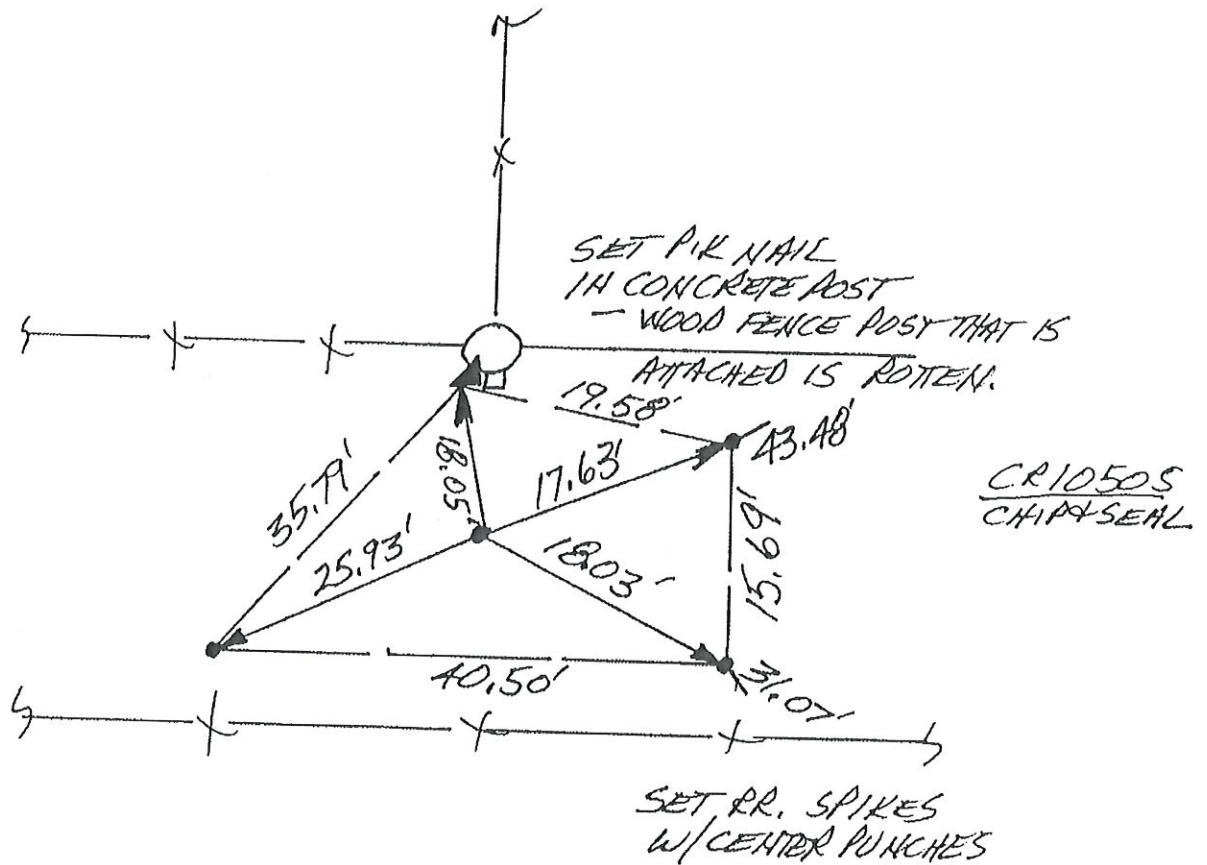 SET P.K NAIL
IN CONCRETE POST
– WOOD FENCE POST THAT IS
ATTACHED IS ROTTEN.
19.58'
43.48'
35.79'
18.05'
17.63'
CR1050S
CHIP & SEAL
25.93'
18.03'
15.69'
40.50'
31.07'
SET RR. SPIKES
W/CENTER PUNCHES